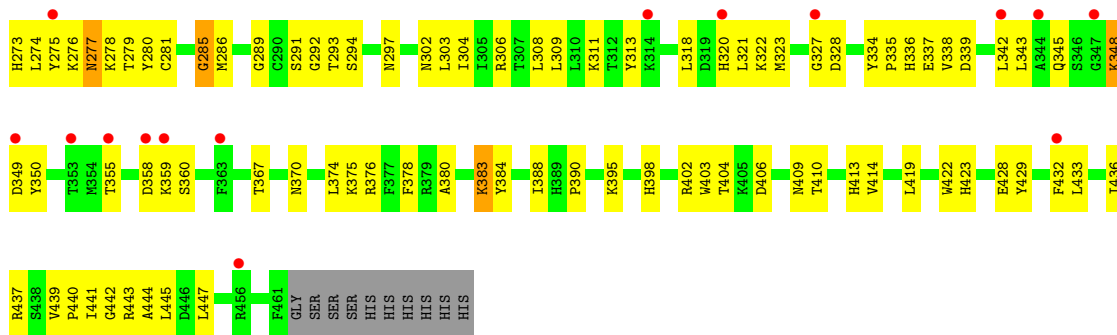 H273 L274 Y275 K276 N277 K278 T279 Y280 C281 G285 M286 G289 C290 S291 G292 T293 S294 N297 N302 L303 I304 I305 R306 T307 L308 L309 L310 K311 T312 Y313 K314 L318 D319 H320 L321 K322 M323 G327 D328 Y334 P335 H336 E337 V338 D339 L342 L343 A344 Q345 S346 G347 K348
D349 Y350 T353 M354 T355 D358 K359 S360 F363 T367 N370 L374 K375 R376 F377 F378 R379 A380 K383 Y384 I388 H389 P390 K395 H398 R402 W403 T404 K405 D406 N409 T410 H413 V414 L419 W422 H423 E428 Y429 F432 L433 I436
R437 S438 V439 P440 I441 G442 R443 A444 L445 D446 L447 R456 F461 GLY SER SER HIS HIS HIS HIS HIS HIS